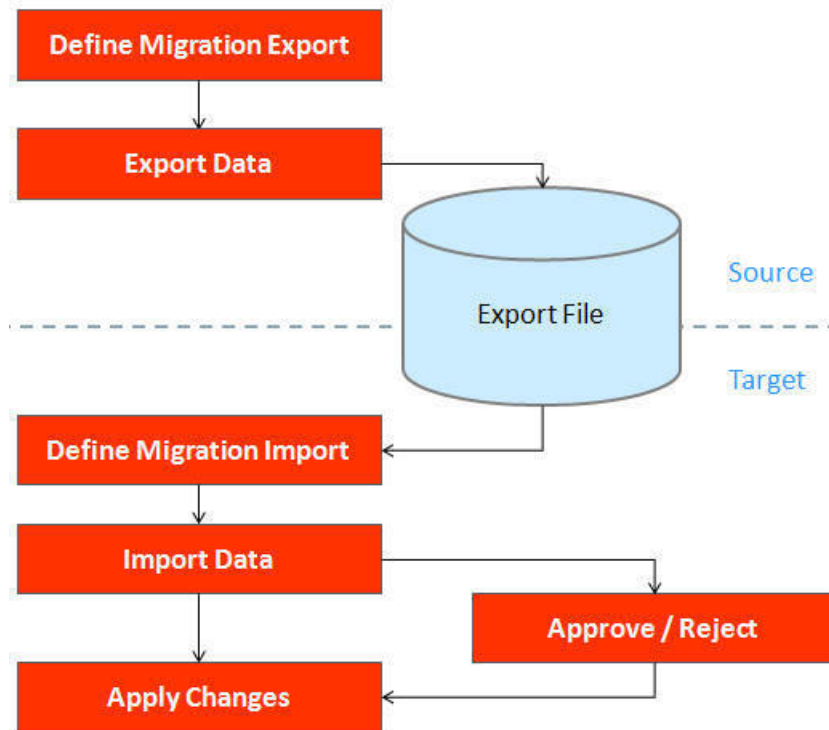 Define Migration Export
Export Data
Source
Export File
Target
Define Migration Import
Import Data
Approve / Reject
Apply Changes